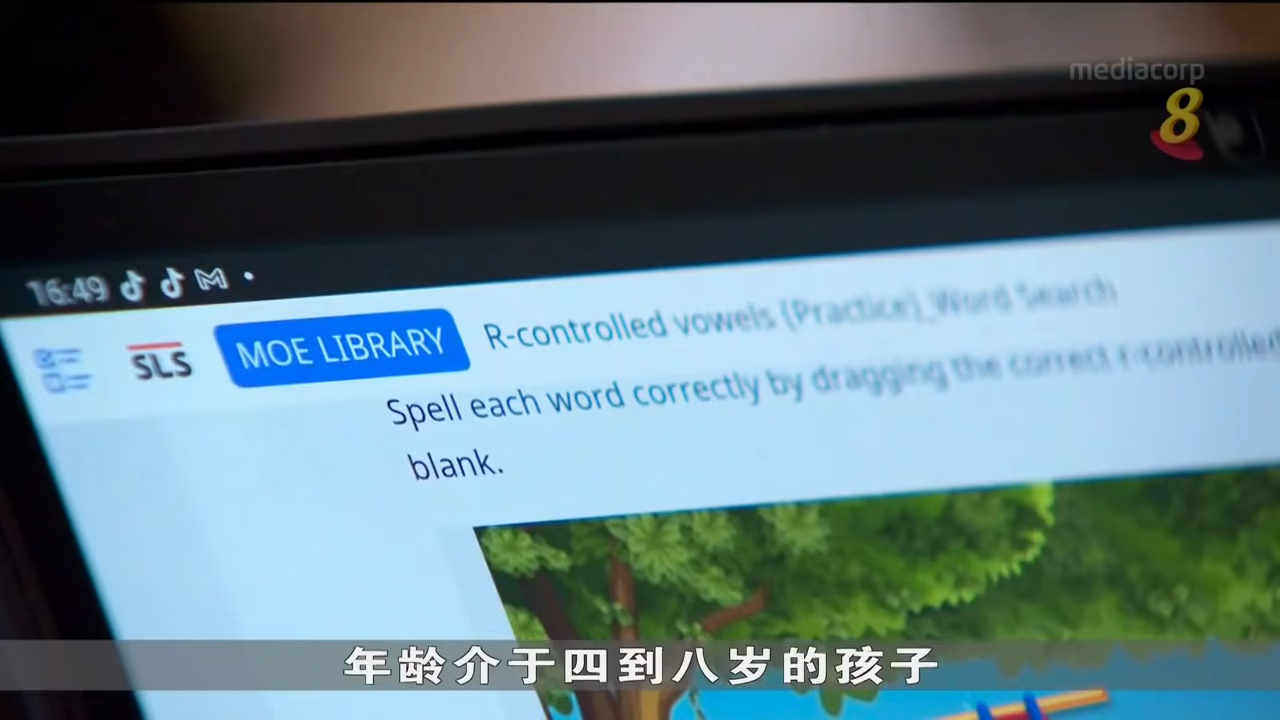 mediacorp
8
16:49
SLS
MOE LIBRARY
R-controlled vowels (Practice)_Word Search
Spell each word correctly by dragging the correct r-controlled
blank.
年龄介于四到八岁的孩子